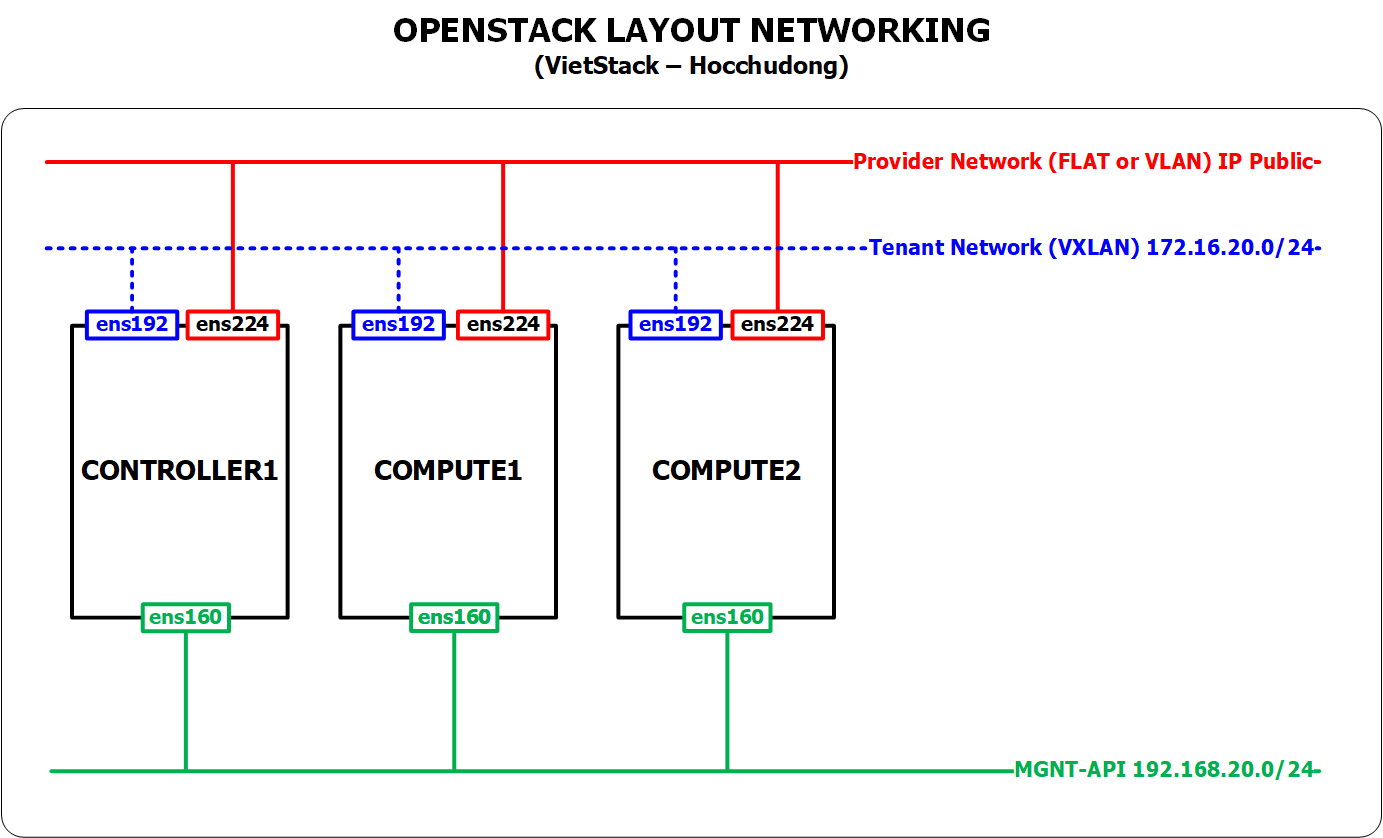 OPENSTACK LAYOUT NETWORKING
(VietStack – Hocchudong)
Provider Network (FLAT or VLAN) IP Public
Tenant Network (VXLAN) 172.16.20.0/24
ens192
ens224
ens192
ens224
ens192
ens224
CONTROLLER1
COMPUTE1
COMPUTE2
ens160
ens160
ens160
MGNT-API 192.168.20.0/24